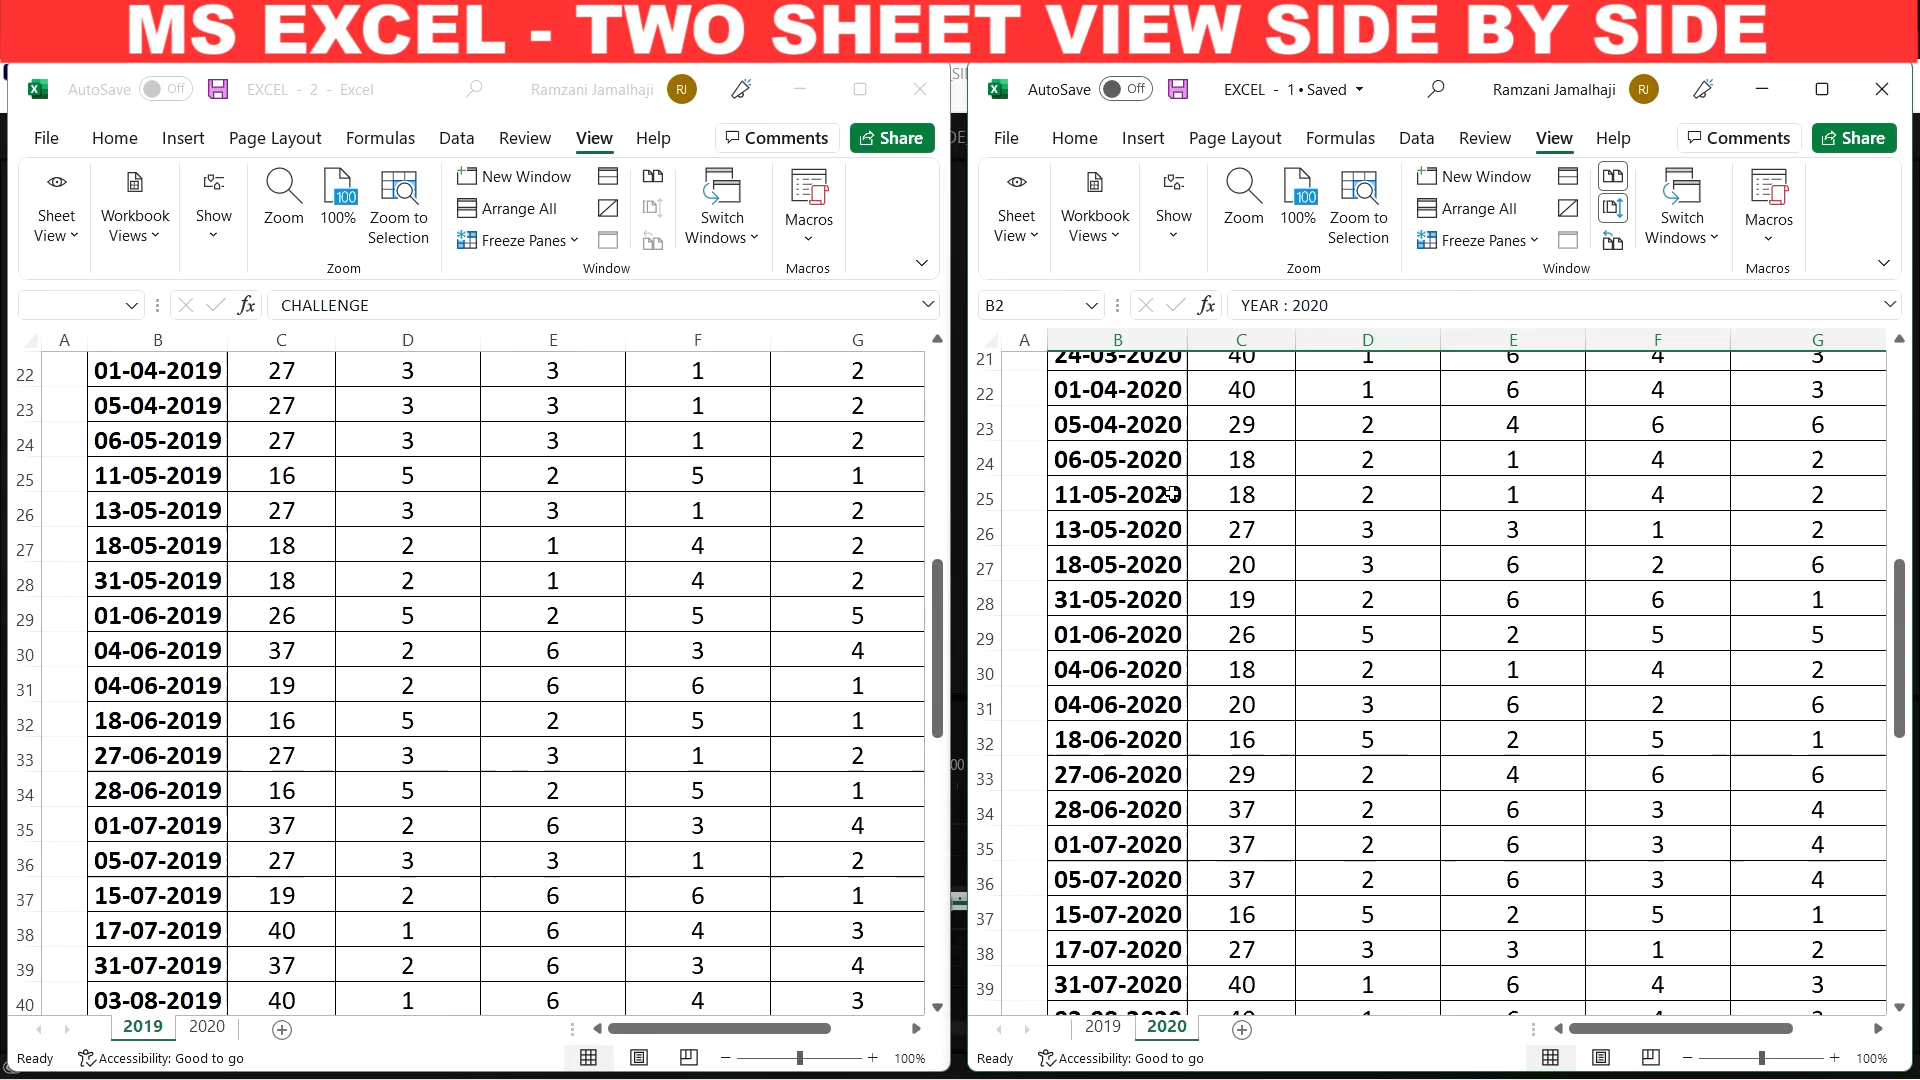 MS EXCEL - TWO SHEET VIEW SIDE BY SIDE
AutoSave Off EXCEL - 2 - Excel Ramzani Jamalhaji RJ
File Home Insert Page Layout Formulas Data Review View Help Comments Share
Sheet View Workbook Views Show Zoom 100% Zoom to Selection New Window Arrange All Freeze Panes Switch Windows Macros
Zoom Window Macros
fx CHALLENGE
A B C D E F G
22 01-04-2019 27 3 3 1 2
23 05-04-2019 27 3 3 1 2
24 06-05-2019 27 3 3 1 2
25 11-05-2019 16 5 2 5 1
26 13-05-2019 27 3 3 1 2
27 18-05-2019 18 2 1 4 2
28 31-05-2019 18 2 1 4 2
29 01-06-2019 26 5 2 5 5
30 04-06-2019 37 2 6 3 4
31 04-06-2019 19 2 6 6 1
32 18-06-2019 16 5 2 5 1
33 27-06-2019 27 3 3 1 2
34 28-06-2019 16 5 2 5 1
35 01-07-2019 37 2 6 3 4
36 05-07-2019 27 3 3 1 2
37 15-07-2019 19 2 6 6 1
38 17-07-2019 40 1 6 4 3
39 31-07-2019 37 2 6 3 4
40 03-08-2019 40 1 6 4 3
2019 2020
Ready Accessibility: Good to go 100%
AutoSave Off EXCEL - 1 • Saved Ramzani Jamalhaji RJ
File Home Insert Page Layout Formulas Data Review View Help Comments Share
Sheet View Workbook Views Show Zoom 100% Zoom to Selection New Window Arrange All Freeze Panes Switch Windows Macros
Zoom Window Macros
B2 fx YEAR : 2020
A B C D E F G
21 24-03-2020 40 1 6 4 3
22 01-04-2020 40 1 6 4 3
23 05-04-2020 29 2 4 6 6
24 06-05-2020 18 2 1 4 2
25 11-05-2020 18 2 1 4 2
26 13-05-2020 27 3 3 1 2
27 18-05-2020 20 3 6 2 6
28 31-05-2020 19 2 6 6 1
29 01-06-2020 26 5 2 5 5
30 04-06-2020 18 2 1 4 2
31 04-06-2020 20 3 6 2 6
32 18-06-2020 16 5 2 5 1
33 27-06-2020 29 2 4 6 6
34 28-06-2020 37 2 6 3 4
35 01-07-2020 37 2 6 3 4
36 05-07-2020 37 2 6 3 4
37 15-07-2020 16 5 2 5 1
38 17-07-2020 27 3 3 1 2
39 31-07-2020 40 1 6 4 3
2019 2020
Ready Accessibility: Good to go 100%